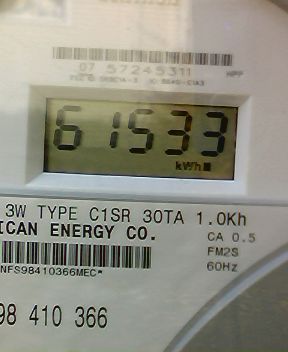 07 57245311 HPP
61533
kWh
3W TYPE C1SR 30TA 1.0Kh
ICAN ENERGY CO. CA 0.5
FM2S
NFS98410366MEC* 60Hz
98 410 366